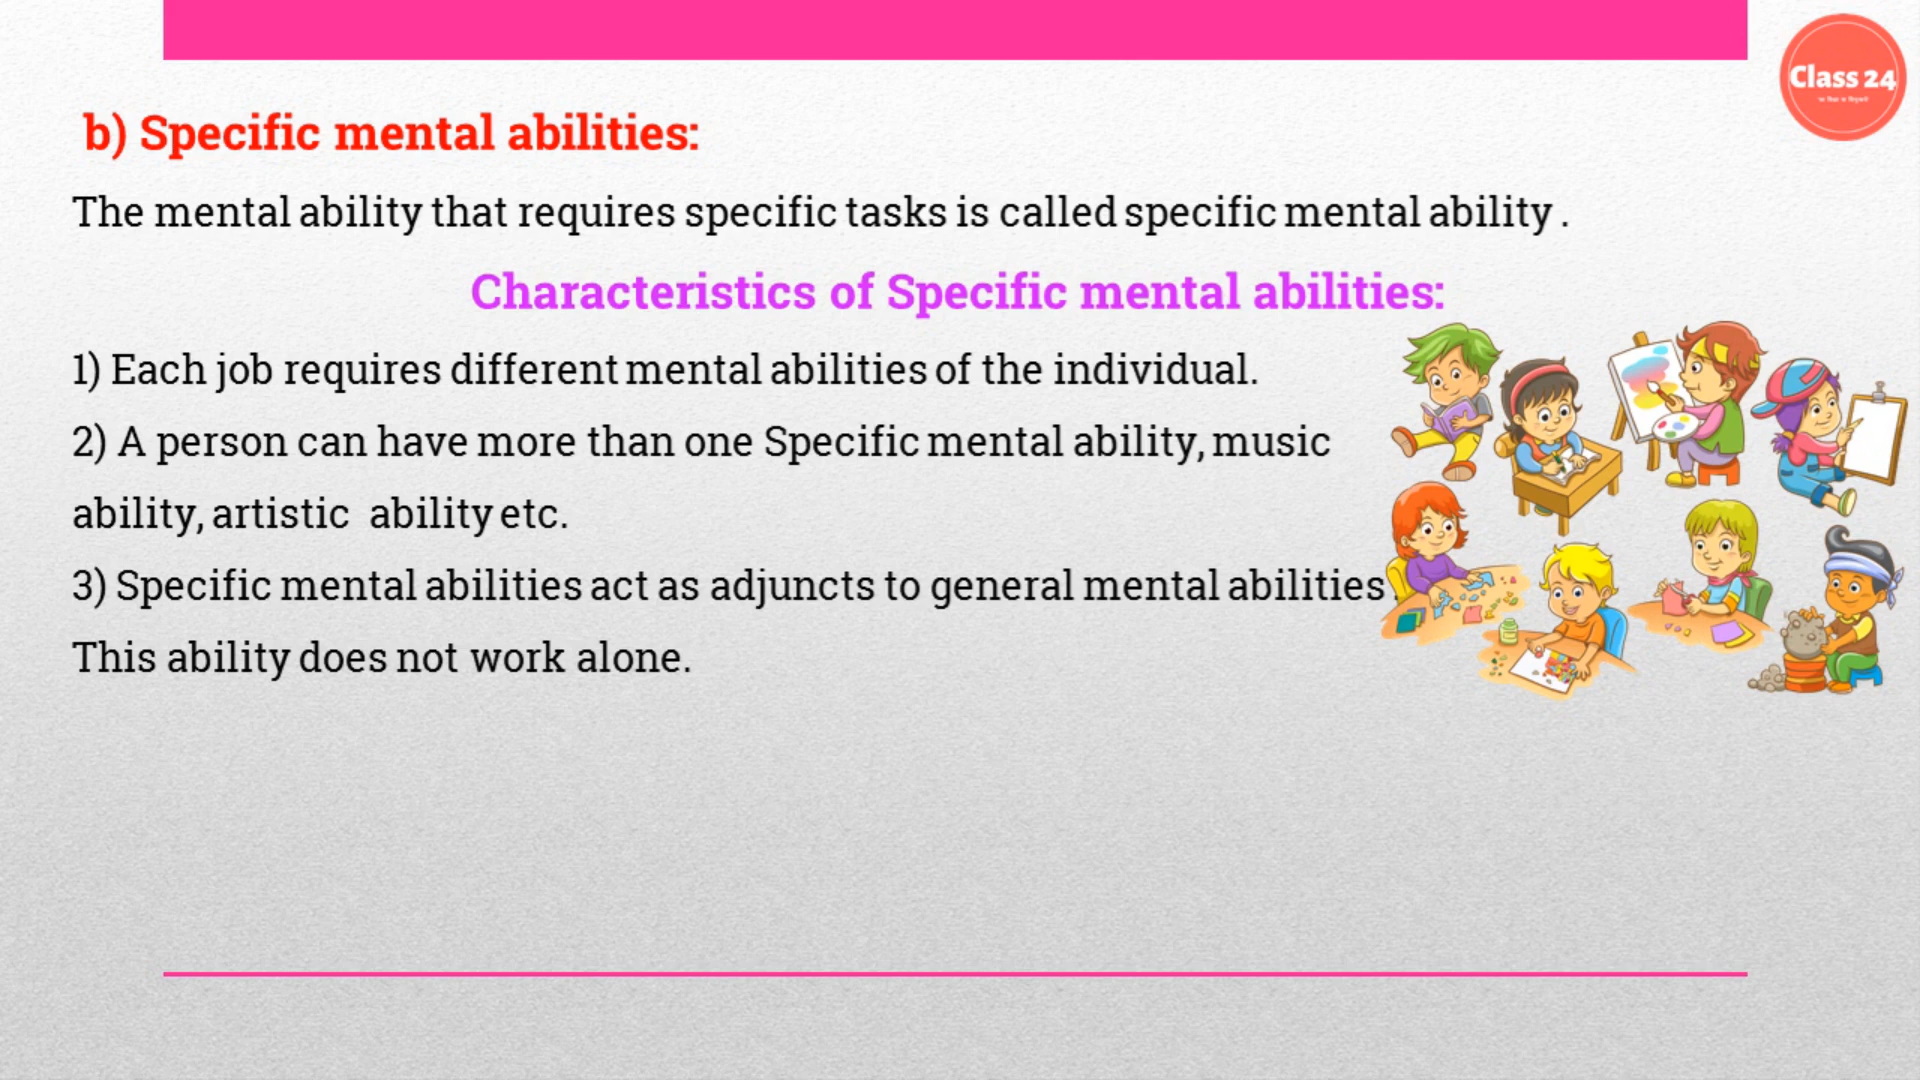 Class 24
b) Specific mental abilities:
The mental ability that requires specific tasks is called specific mental ability .
Characteristics of Specific mental abilities:
1) Each job requires different mental abilities of the individual.
2) A person can have more than one Specific mental ability, music
ability, artistic ability etc.
3) Specific mental abilities act as adjuncts to general mental abilities .
This ability does not work alone.